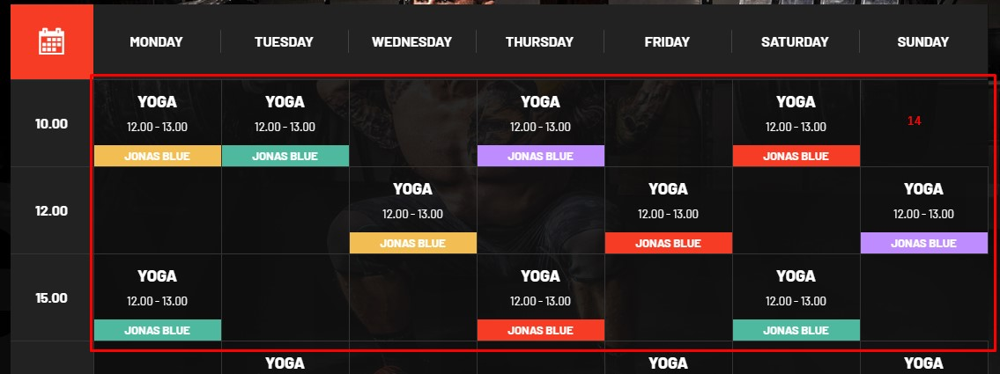 MONDAY TUESDAY WEDNESDAY THURSDAY FRIDAY SATURDAY SUNDAY
10.00
YOGA YOGA YOGA YOGA
12.00 - 13.00 12.00 - 13.00 12.00 - 13.00 12.00 - 13.00 14
JONAS BLUE JONAS BLUE JONAS BLUE JONAS BLUE
12.00
YOGA YOGA YOGA
12.00 - 13.00 12.00 - 13.00 12.00 - 13.00
JONAS BLUE JONAS BLUE JONAS BLUE
15.00
YOGA YOGA YOGA
12.00 - 13.00 12.00 - 13.00 12.00 - 13.00
JONAS BLUE JONAS BLUE JONAS BLUE
YOGA YOGA YOGA